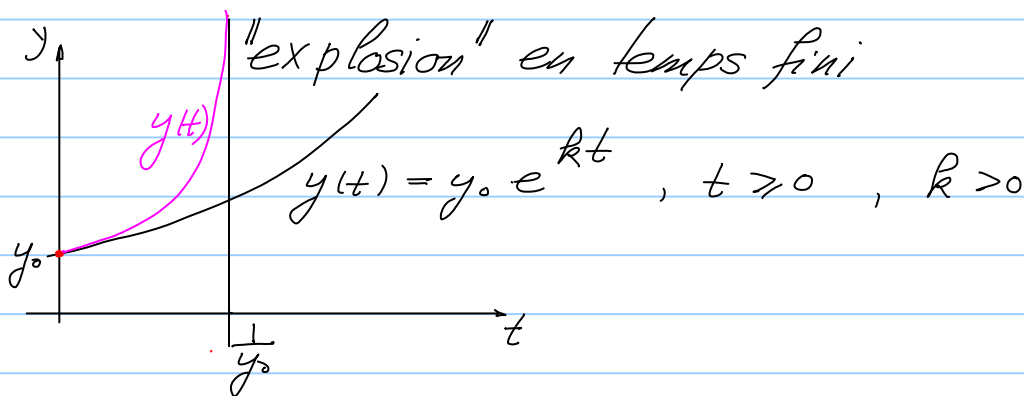 y "explosion" en temps fini
y(t)
y(t) = y₀ · e^{kt} , t ⩾ 0 , k > 0
y₀
t
1/y₀